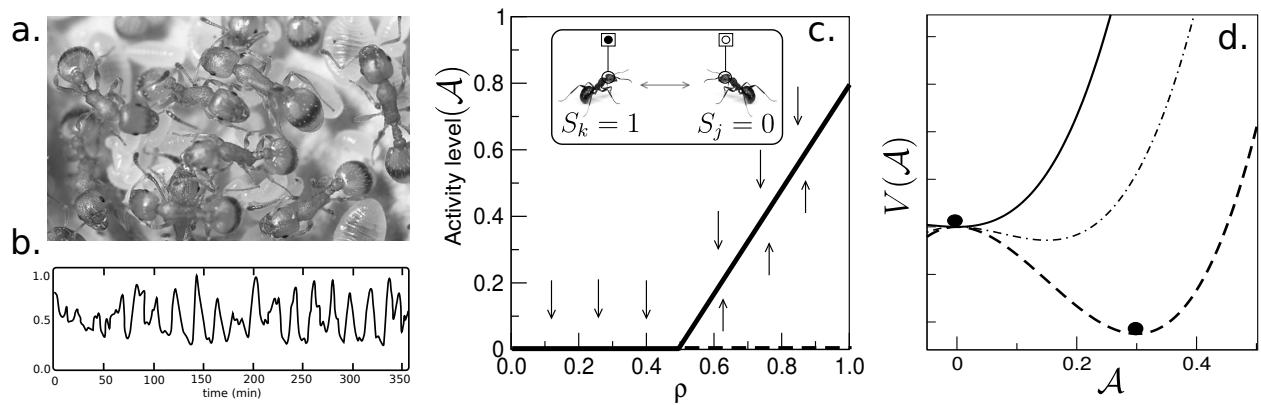 a.
b.
1.0
0.5
0.0
0 50 100 150 200 250 300 350
time (min)
c.
Activity level(𝒜)
1
0.8
0.6
0.4
0.2
0
S_k = 1
S_j = 0
0.0 0.2 0.4 0.6 0.8 1.0
ρ
d.
V(𝒜)
0 0.2 0.4
𝒜